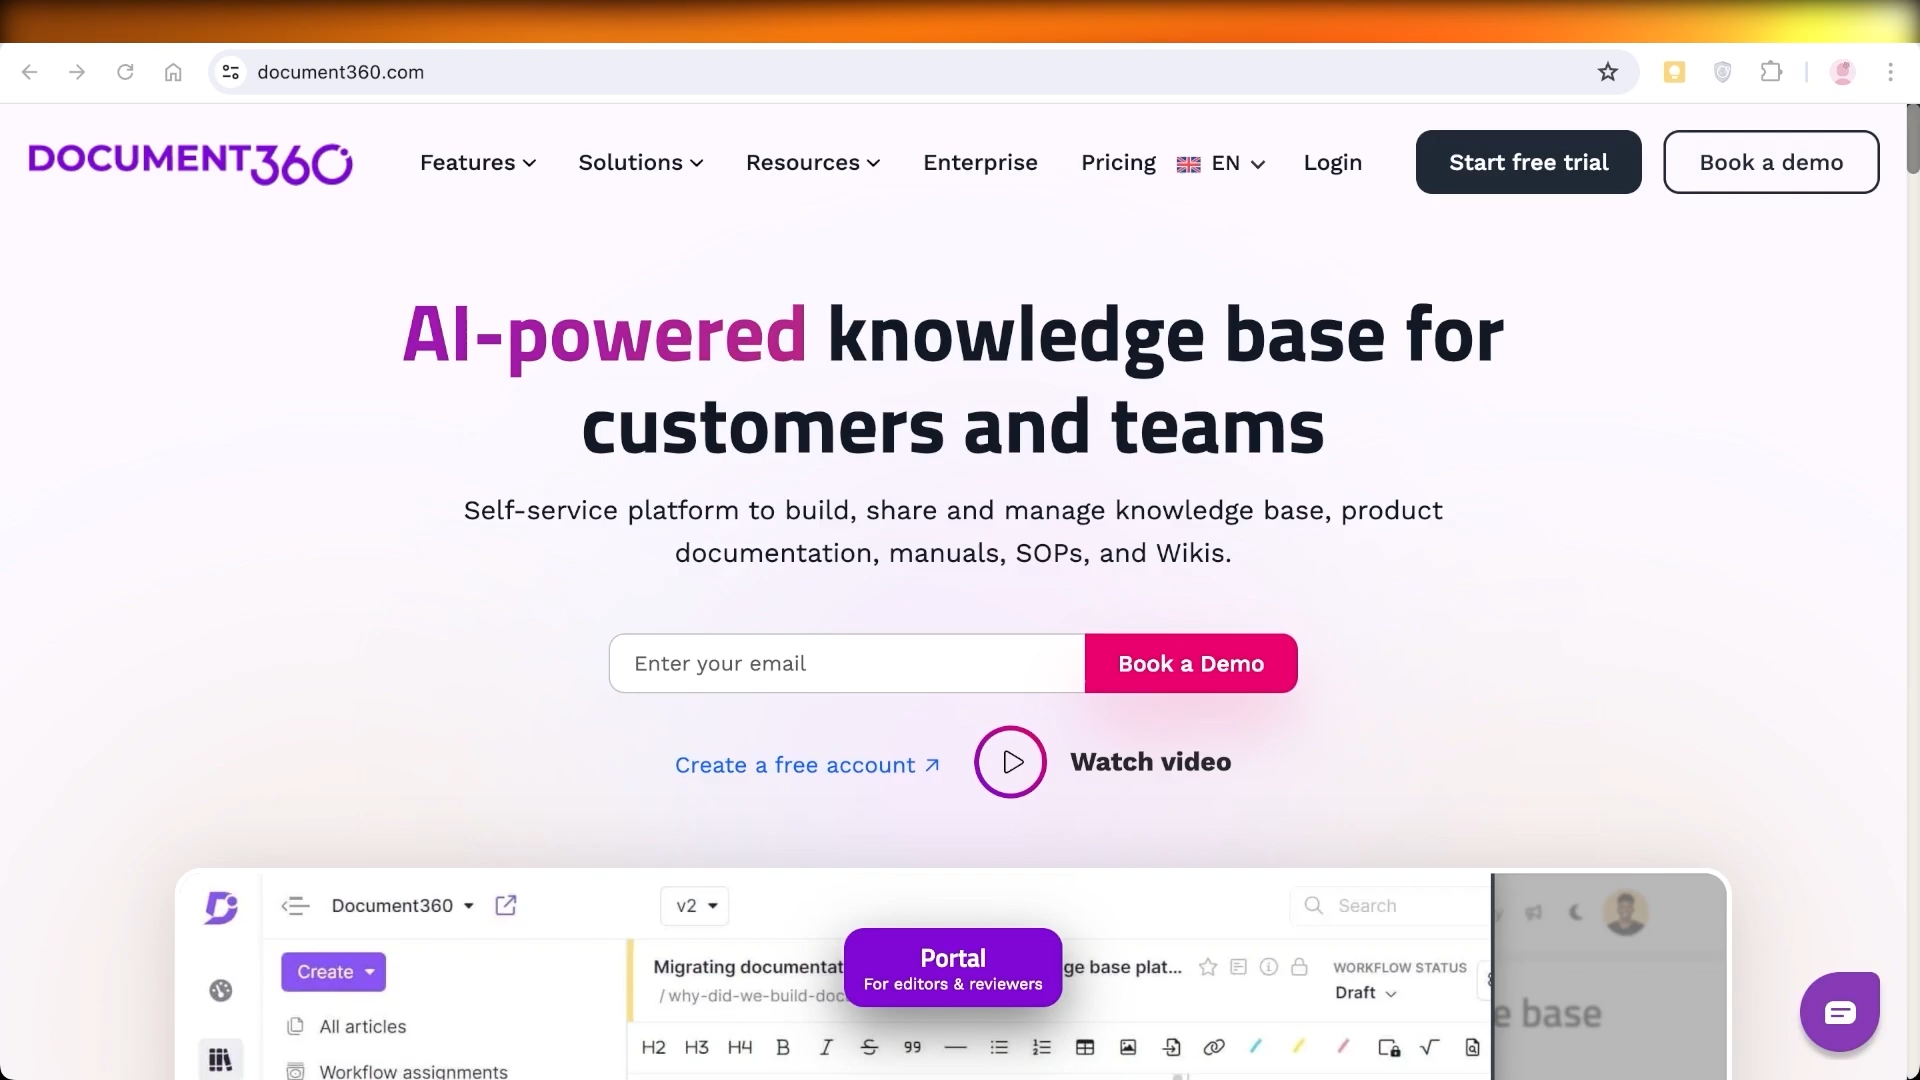 document360.com
DOCUMENT360
Features
Solutions
Resources
Enterprise
Pricing
EN
Login
Start free trial
Book a demo
AI-powered knowledge base for
customers and teams
Self-service platform to build, share and manage knowledge base, product
documentation, manuals, SOPs, and Wikis.
Enter your email
Book a Demo
Create a free account
Watch video
Document360
v2
Search
Create
All articles
Workflow assignments
Migrating documentat
ge base plat...
/why-did-we-build-doc
Portal
For editors & reviewers
WORKFLOW STATUS
Draft
H2 H3 H4 B I S 99
e base